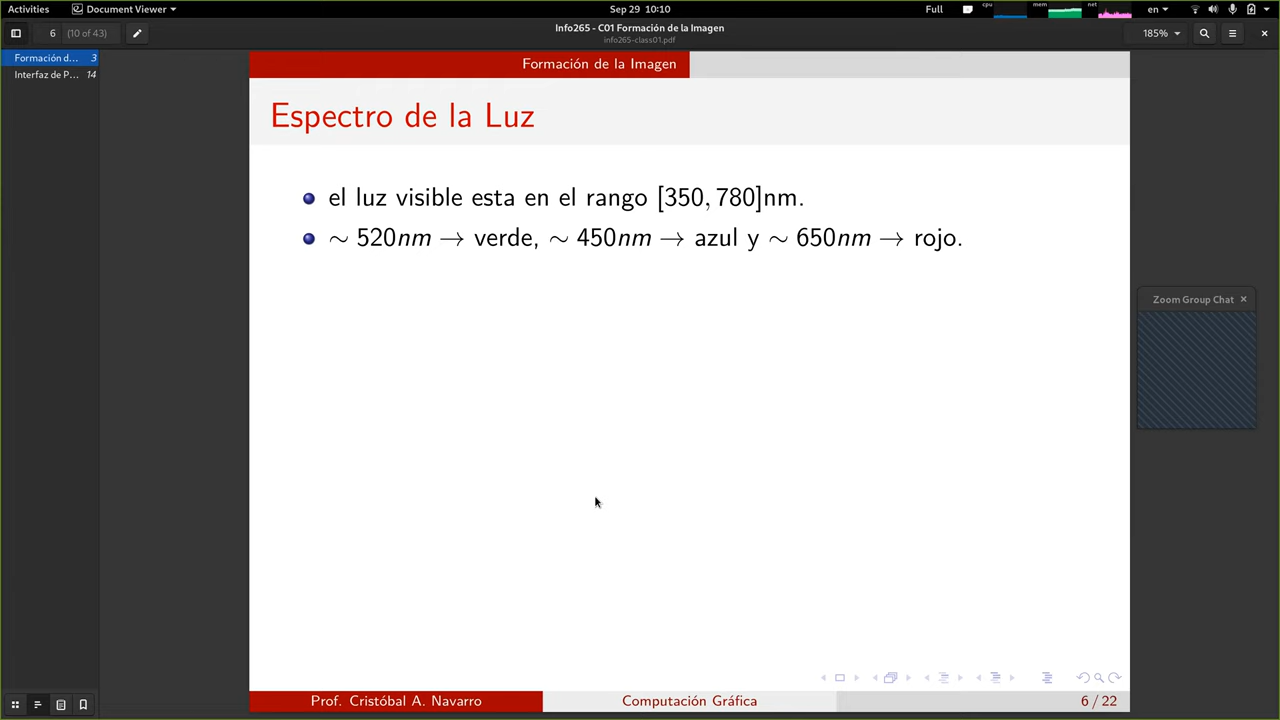 Activities
Document Viewer
Sep 29 10:10
Full
cpu
mem
net
en
6 (10 of 43)
Info265 - C01 Formación de la Imagen
info265-class01.pdf
185%
Formación d... 3
Interfaz de P... 14
Formación de la Imagen
Espectro de la Luz
el luz visible esta en el rango [350, 780]nm.
∼ 520nm → verde, ∼ 450nm → azul y ∼ 650nm → rojo.
Zoom Group Chat
Prof. Cristóbal A. Navarro
Computación Gráfica
6 / 22